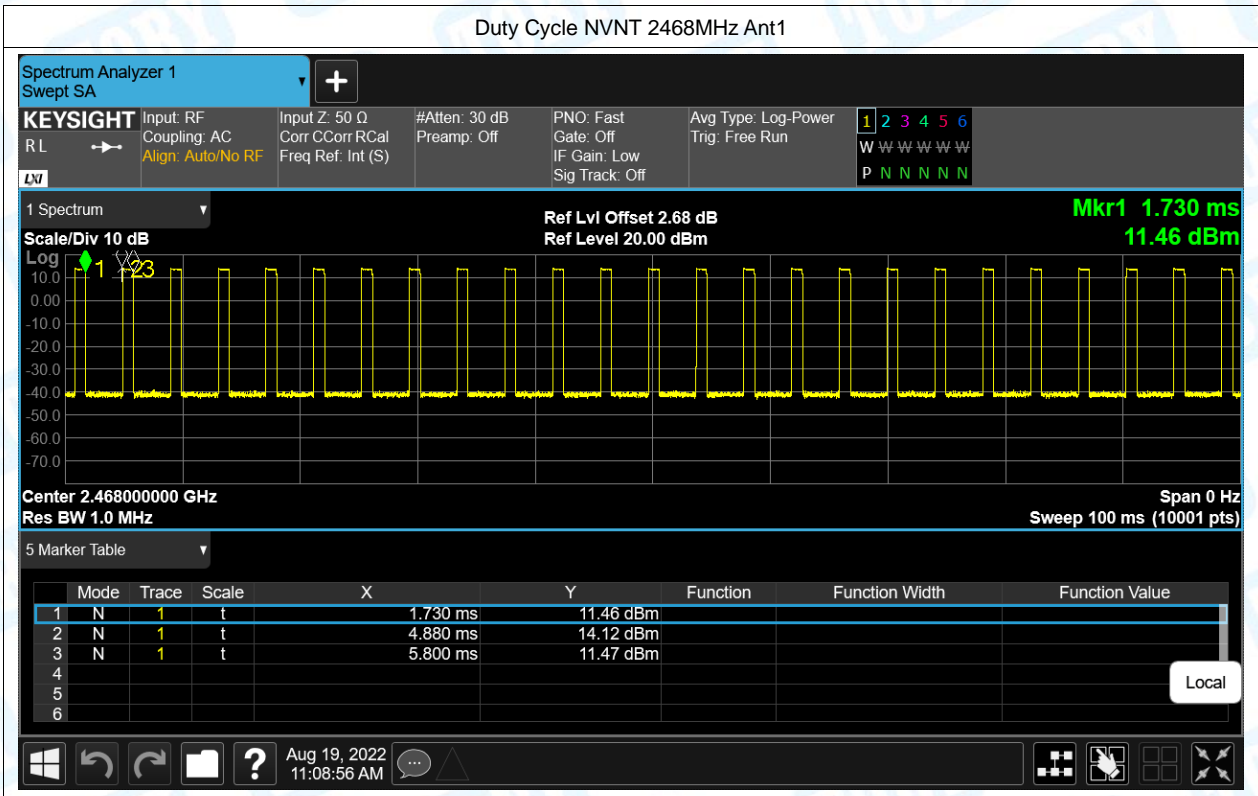 Duty Cycle NVNT 2468MHz Ant1
Spectrum Analyzer 1
Swept SA
KEYSIGHT
RL
LXI
Input: RF
Coupling: AC
Align: Auto/No RF
Input Z: 50 Ω
Corr CCorr RCal
Freq Ref: Int (S)
#Atten: 30 dB
Preamp: Off
PNO: Fast
Gate: Off
IF Gain: Low
Sig Track: Off
Avg Type: Log-Power
Trig: Free Run
1 2 3 4 5 6
W W W W W W
P N N N N N
1 Spectrum
Scale/Div 10 dB
Ref Lvl Offset 2.68 dB
Ref Level 20.00 dBm
Mkr1 1.730 ms
11.46 dBm
Log
10.0
0.00
-10.0
-20.0
-30.0
-40.0
-50.0
-60.0
-70.0
1 2 3
Center 2.468000000 GHz
Res BW 1.0 MHz
Span 0 Hz
Sweep 100 ms (10001 pts)
5 Marker Table
Mode Trace Scale X Y Function Function Width Function Value
1 N 1 t 1.730 ms 11.46 dBm
2 N 1 t 4.880 ms 14.12 dBm
3 N 1 t 5.800 ms 11.47 dBm
4
5
6
Local
?
Aug 19, 2022
11:08:56 AM